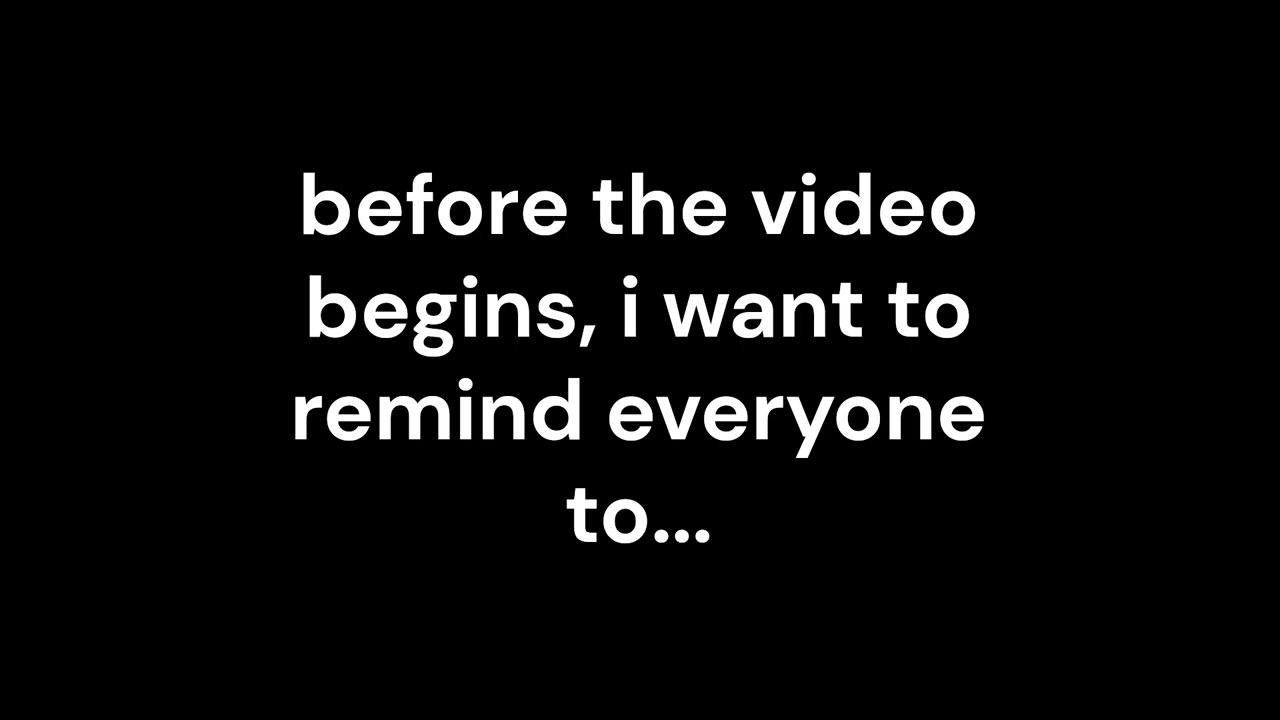 before the video
begins, i want to
remind everyone
to...